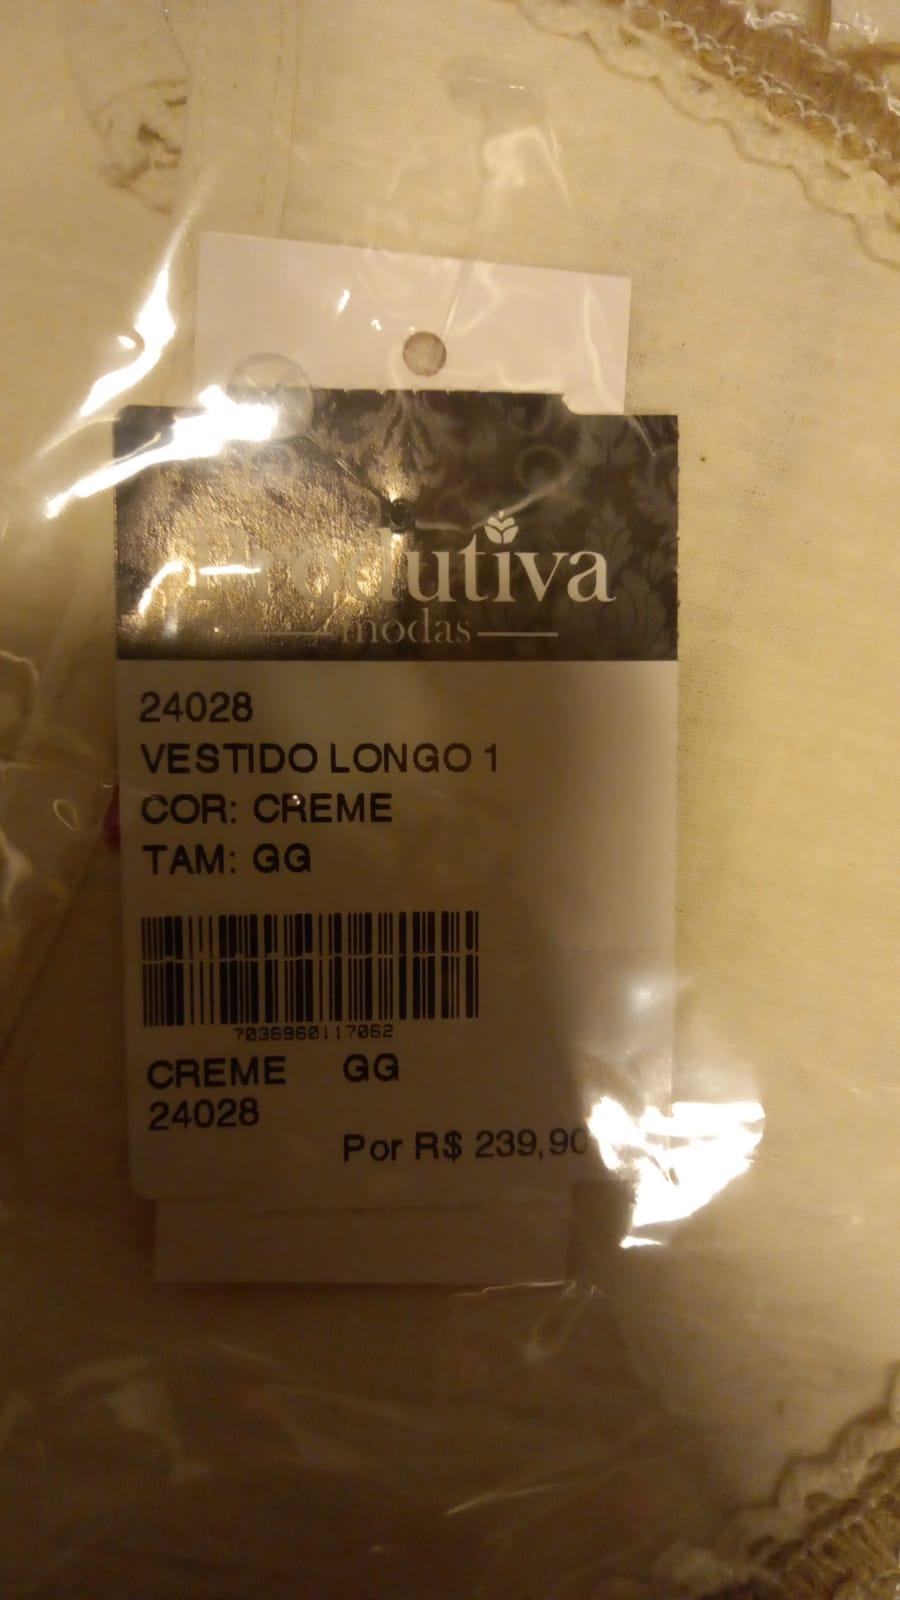 Produtiva
modas
24028
VESTIDO LONGO 1
COR: CREME
TAM: GG
7036960117062
CREME GG
24028
Por R$ 239,90